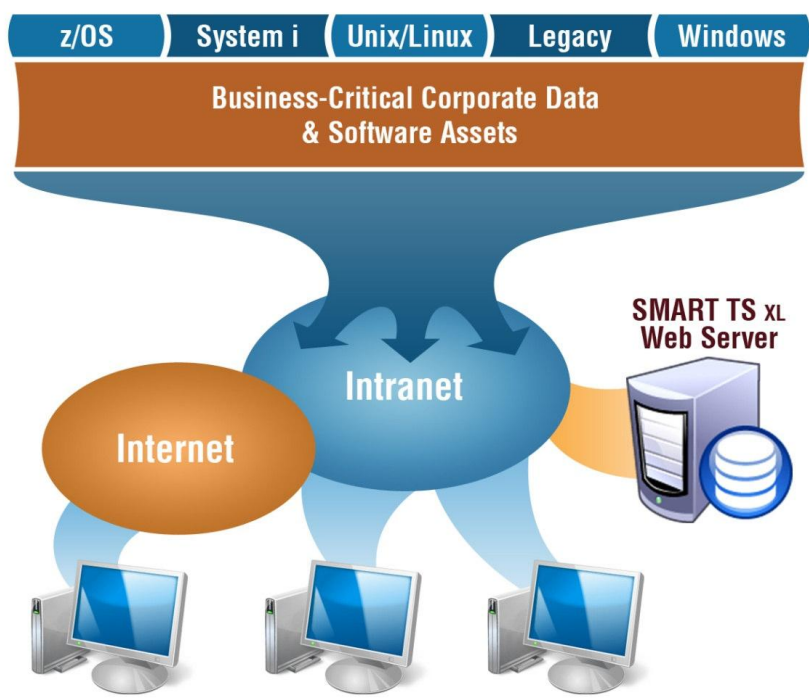 z/OS
System i
Unix/Linux
Legacy
Windows
Business-Critical Corporate Data
& Software Assets
SMART TS XL
Web Server
Intranet
Internet